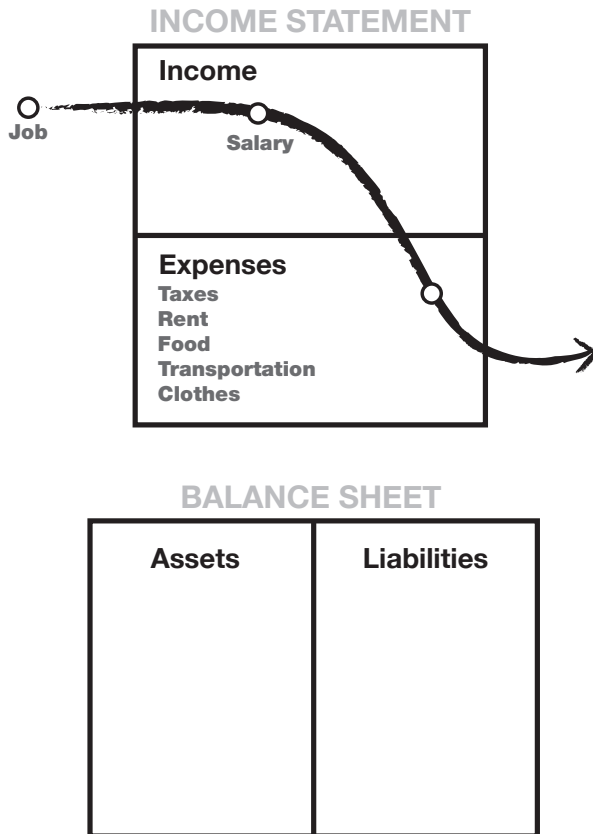 INCOME STATEMENT
Income
Job
Salary
Expenses
Taxes
Rent
Food
Transportation
Clothes
BALANCE SHEET
Assets
Liabilities